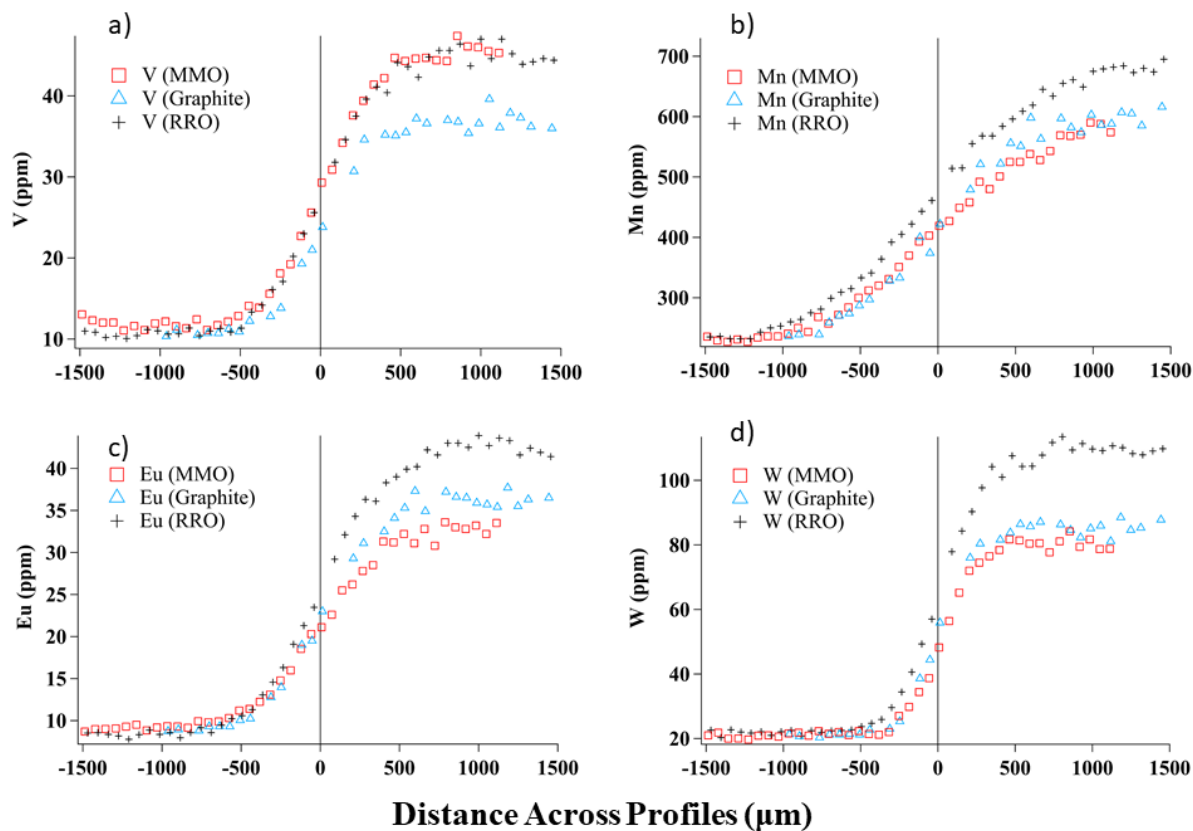 a)
V (MMO)
V (Graphite)
V (RRO)
V (ppm)
40
30
20
10
-1500 -1000 -500 0 500 1000 1500
b)
Mn (MMO)
Mn (Graphite)
Mn (RRO)
Mn (ppm)
700
600
500
400
300
-1500 -1000 -500 0 500 1000 1500
c)
Eu (MMO)
Eu (Graphite)
Eu (RRO)
Eu (ppm)
40
30
20
10
-1500 -1000 -500 0 500 1000 1500
d)
W (MMO)
W (Graphite)
W (RRO)
W (ppm)
100
80
60
40
20
-1500 -1000 -500 0 500 1000 1500
Distance Across Profiles (μm)